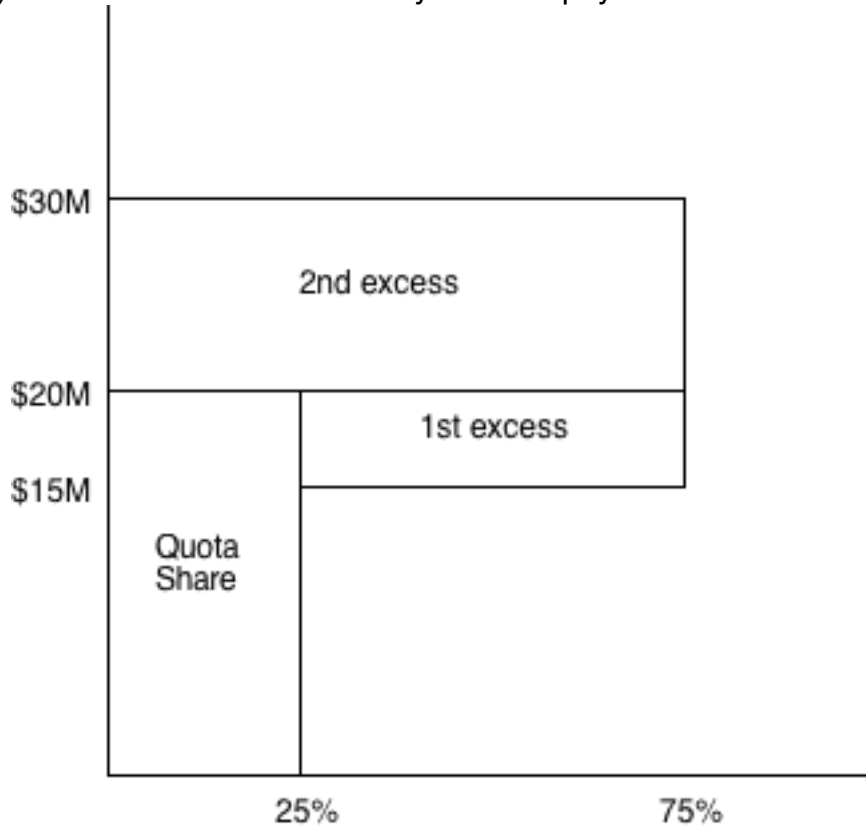 $30M
2nd excess
$20M
1st excess
$15M
Quota
Share
25%
75%